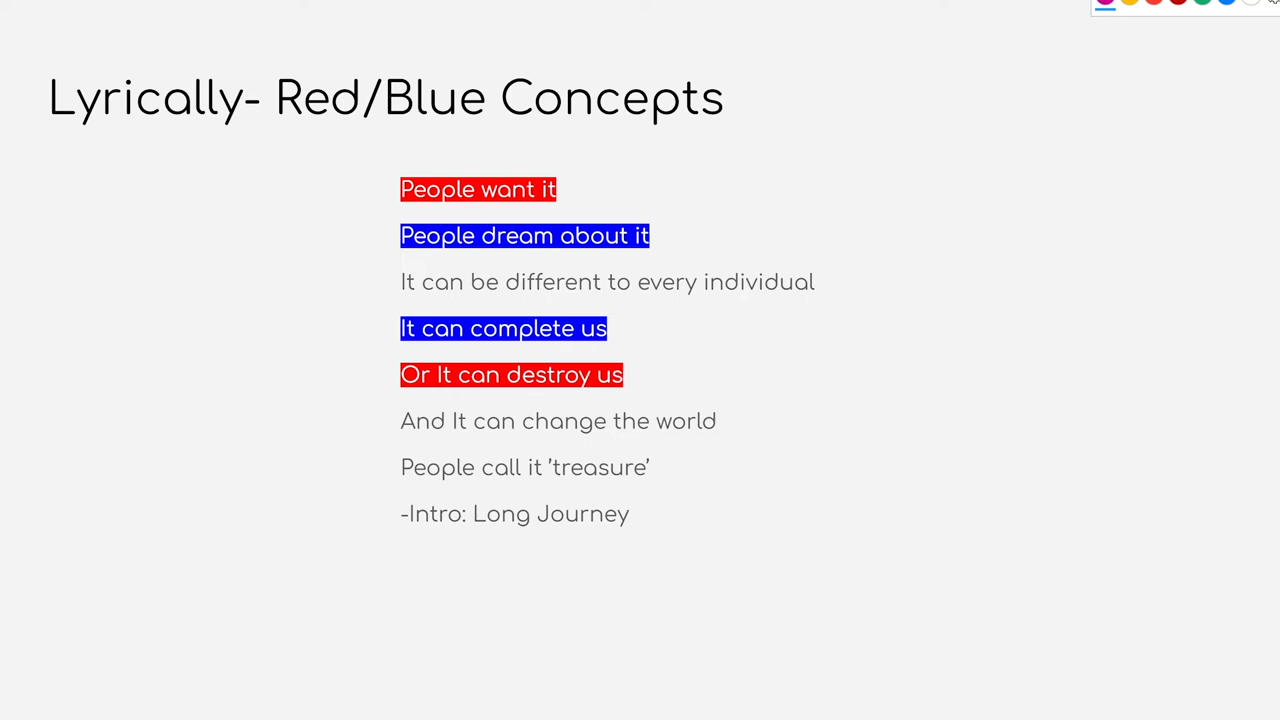 Lyrically- Red/Blue Concepts
People want it
People dream about it
It can be different to every individual
It can complete us
Or It can destroy us
And It can change the world
People call it ’treasure’
-Intro: Long Journey